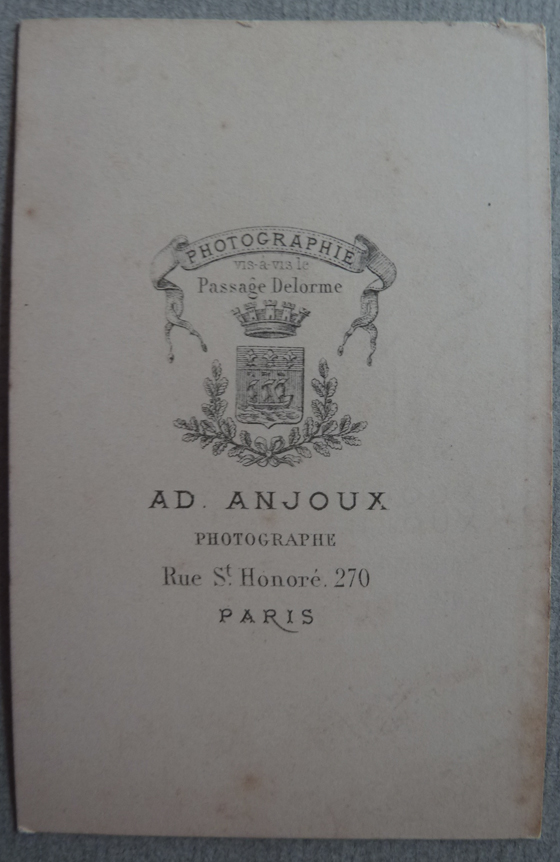 PHOTOGRAPHIE
vis-à-vis le
Passage Delorme
AD. ANJOUX
PHOTOGRAPHE
Rue St. Honoré. 270
PARIS